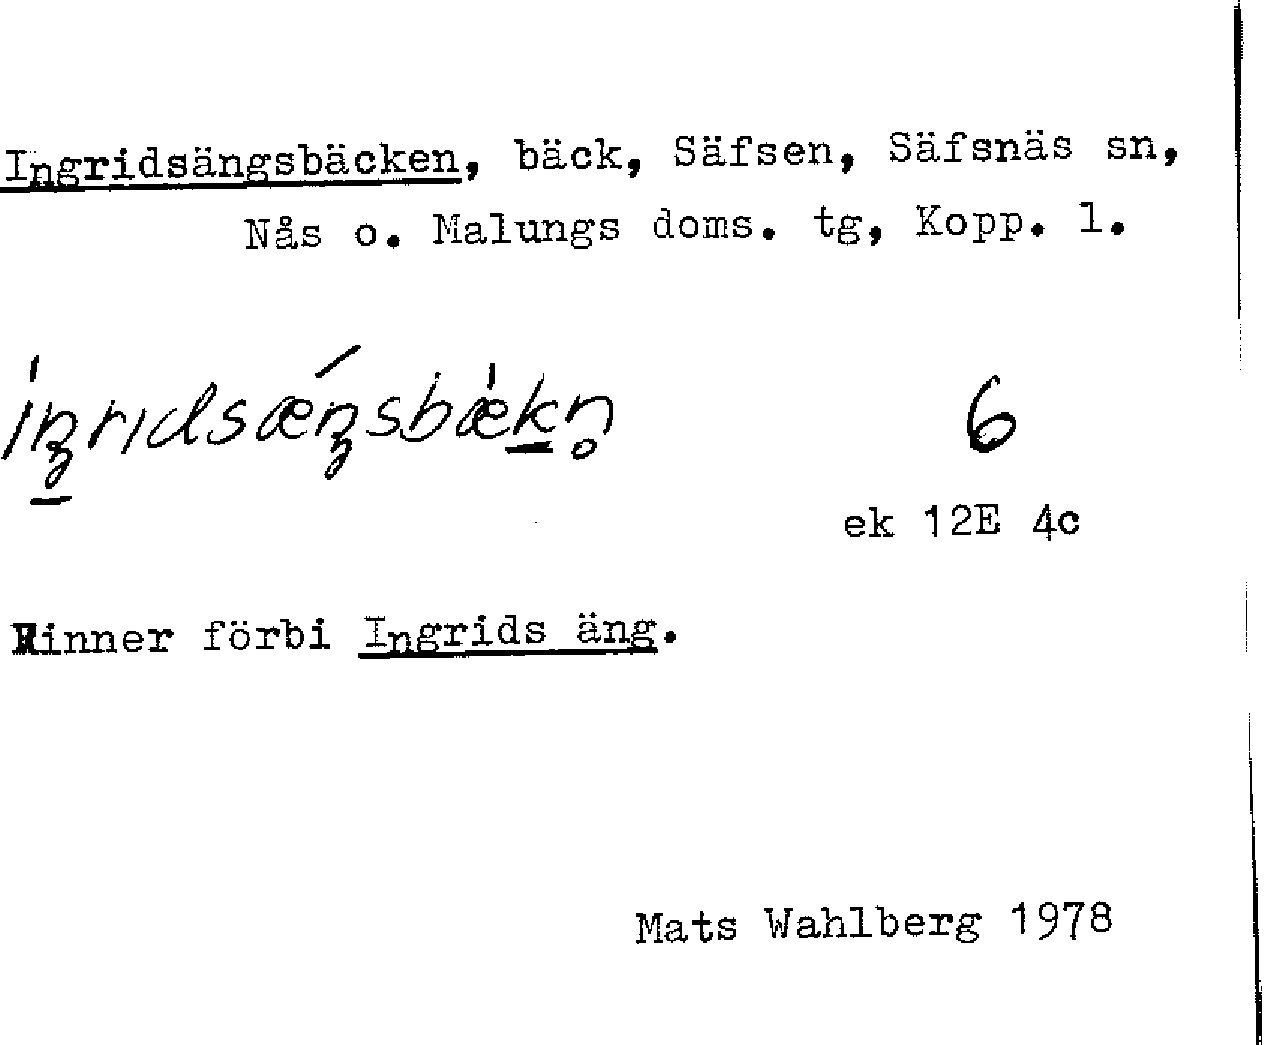 Ingridsängsbäcken, bäck, Säfsen, Säfsnäs sn,
Nås o. Malungs doms. tg, Kopp. l.
íŋridsæŋsbækn̥ 6
ek 12E 4c
Rinner förbi Ingrids äng.
Mats Wahlberg 1978